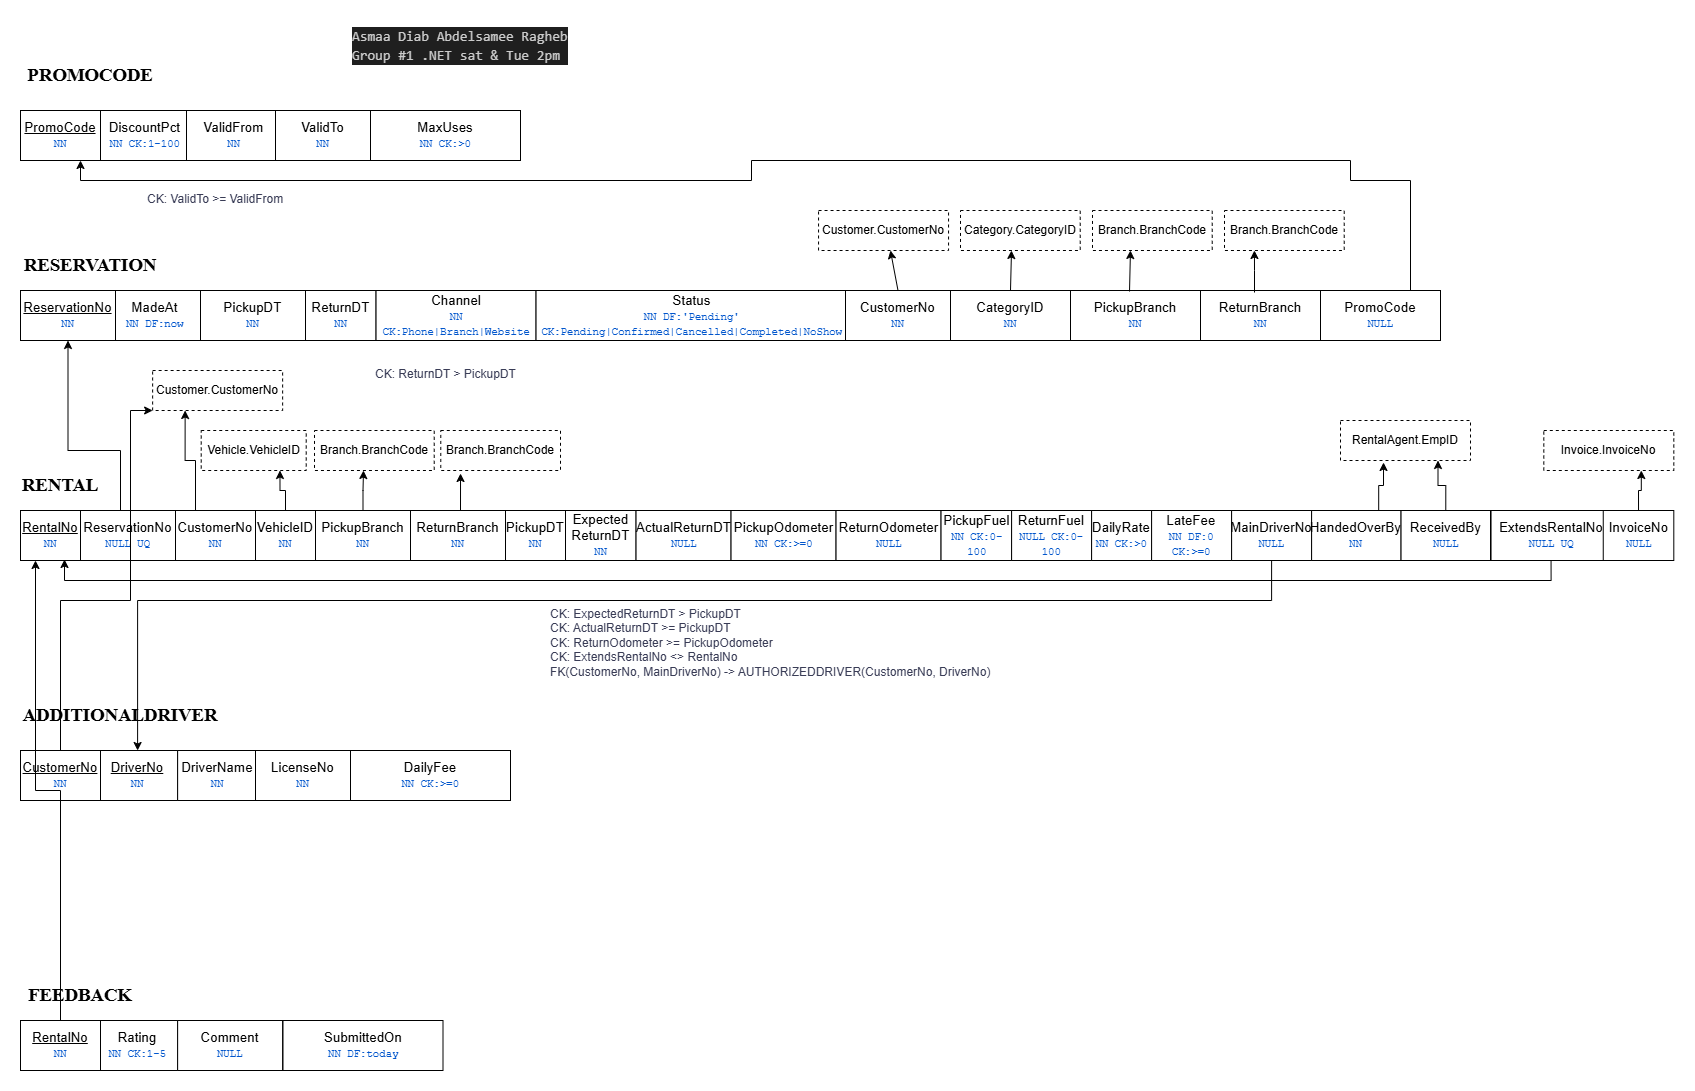 Asmaa Diab Abdelsamee Ragheb
Group #1 .NET sat & Tue 2pm
PROMOCODE
PromoCode DiscountPct ValidFrom ValidTo MaxUses
NN NN CK:1-100 NN NN NN CK:>0
CK: ValidTo >= ValidFrom
Customer.CustomerNo Category.CategoryID Branch.BranchCode Branch.BranchCode
RESERVATION
ReservationNo MadeAt PickupDT ReturnDT Channel Status CustomerNo CategoryID PickupBranch ReturnBranch PromoCode
NN NN DF:now NN NN NN NN DF:'Pending' NN NN NN NN NULL
CK:Phone|Branch|Website CK:Pending|Confirmed|Cancelled|Completed|NoShow
CK: ReturnDT > PickupDT
Customer.CustomerNo
Vehicle.VehicleID Branch.BranchCode Branch.BranchCode RentalAgent.EmpID Invoice.InvoiceNo
RENTAL
RentalNo ReservationNo CustomerNo VehicleID PickupBranch ReturnBranch PickupDT Expected ReturnDT ActualReturnDT PickupOdometer ReturnOdometer PickupFuel ReturnFuel DailyRate LateFee MainDriverNo HandedOverBy ReceivedBy ExtendsRentalNo InvoiceNo
NN NULL UQ NN NN NN NN NN NN NULL NN CK:>=0 NULL NN CK:0-100 NULL CK:0-100 NN CK:>0 NN DF:0 CK:>=0 NULL NN NULL NULL UQ NULL
CK: ExpectedReturnDT > PickupDT
CK: ActualReturnDT >= PickupDT
CK: ReturnOdometer >= PickupOdometer
CK: ExtendsRentalNo <> RentalNo
FK(CustomerNo, MainDriverNo) -> AUTHORIZEDDRIVER(CustomerNo, DriverNo)
ADDITIONALDRIVER
CustomerNo DriverNo DriverName LicenseNo DailyFee
NN NN NN NN NN CK:>=0
FEEDBACK
RentalNo Rating Comment SubmittedOn
NN NN CK:1-5 NULL NN DF:today